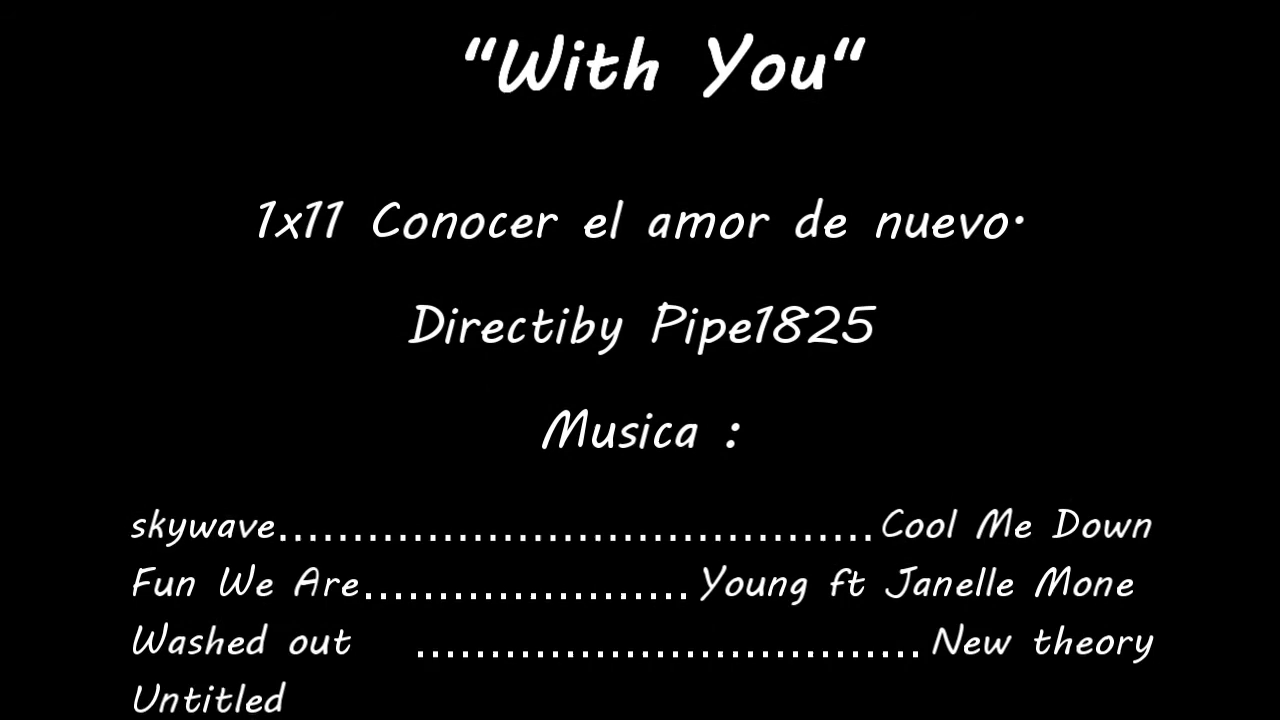 “With You“
1x11 Conocer el amor de nuevo.
Directiby Pipe1825
Musica :
skywave.......................................Cool Me Down
Fun We Are.....................Young ft Janelle Mone
Washed out .................................New theory
Untitled